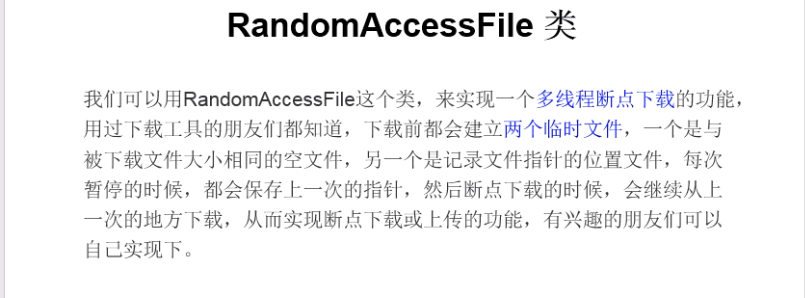 RandomAccessFile 类
我们可以用RandomAccessFile这个类，来实现一个多线程断点下载的功能，
用过下载工具的朋友们都知道，下载前都会建立两个临时文件，一个是与
被下载文件大小相同的空文件，另一个是记录文件指针的位置文件，每次
暂停的时候，都会保存上一次的指针，然后断点下载的时候，会继续从上
一次的地方下载，从而实现断点下载或上传的功能，有兴趣的朋友们可以
自己实现下。